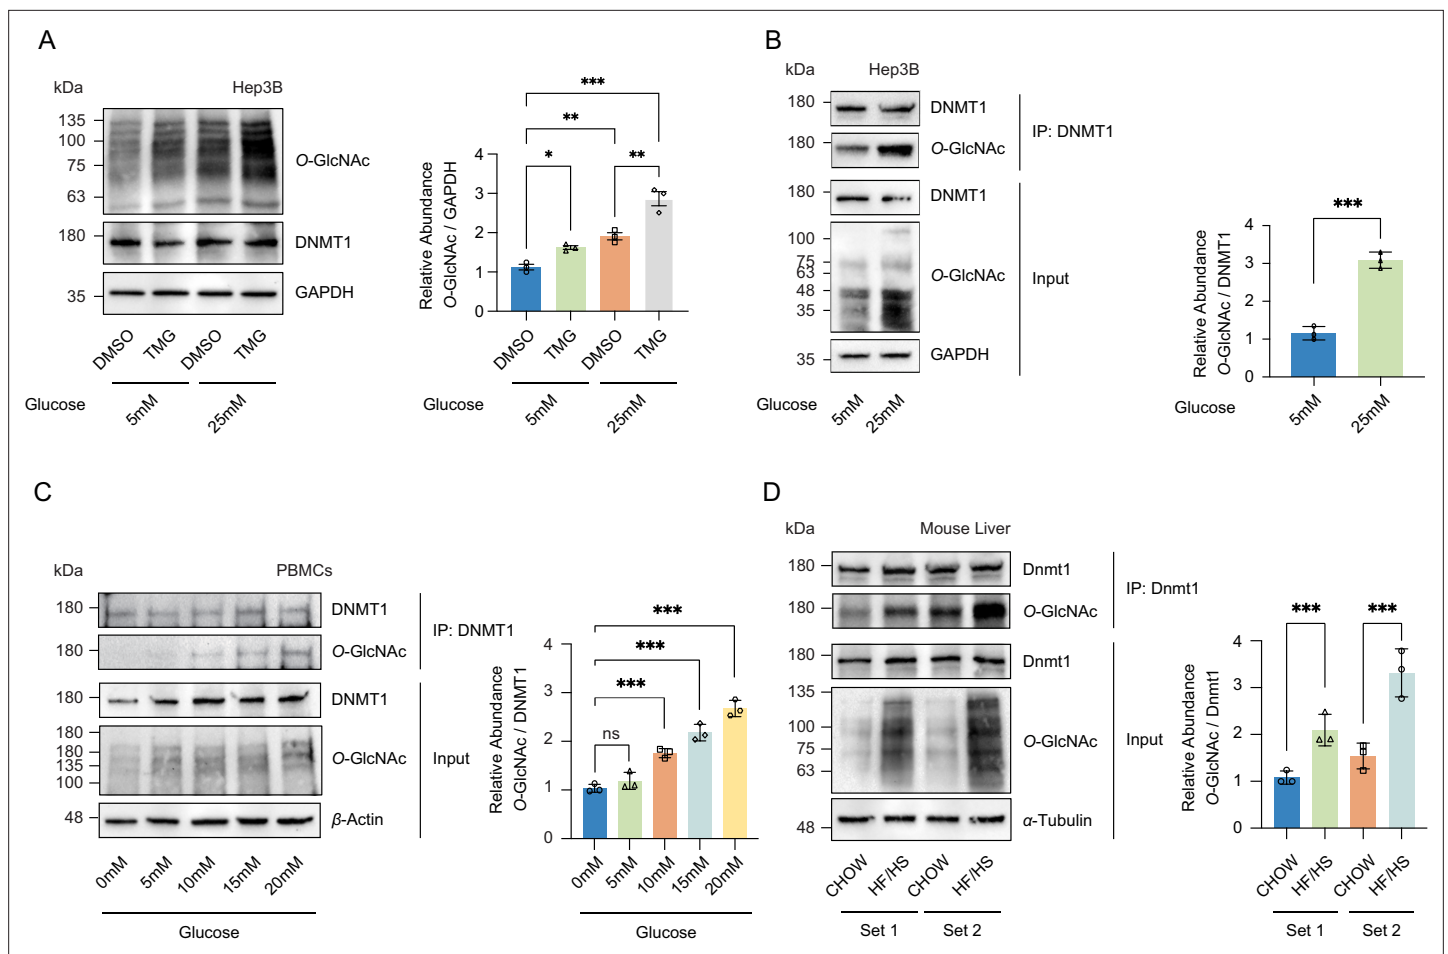 A
kDa
Hep3B
135
100
75
63
O-GlcNAc
180
DNMT1
35
GAPDH
DMSO
TMG
DMSO
TMG
Glucose
5mM
25mM
Relative Abundance
O-GlcNAc / GAPDH
4
3
2
1
0
***
**
*
**
DMSO
TMG
DMSO
TMG
Glucose
5mM
25mM
B
kDa
Hep3B
180
DNMT1
180
O-GlcNAc
IP: DNMT1
180
DNMT1
100
75
63
48
35
O-GlcNAc
Input
35
GAPDH
Glucose
5mM
25mM
Relative Abundance
O-GlcNAc / DNMT1
4
3
2
1
0
***
Glucose
5mM
25mM
C
kDa
PBMCs
180
DNMT1
180
O-GlcNAc
IP: DNMT1
180
DNMT1
180
180
135
100
O-GlcNAc
Input
48
β-Actin
0mM
5mM
10mM
15mM
20mM
Glucose
Relative Abundance
O-GlcNAc / DNMT1
4
3
2
1
0
***
***
***
ns
0mM
5mM
10mM
15mM
20mM
Glucose
D
kDa
Mouse Liver
180
Dnmt1
180
O-GlcNAc
IP: Dnmt1
180
Dnmt1
135
100
75
63
O-GlcNAc
Input
48
α-Tubulin
CHOW
HF/HS
CHOW
HF/HS
Set 1
Set 2
Relative Abundance
O-GlcNAc / Dnmt1
4
3
2
1
0
***
***
CHOW
HF/HS
CHOW
HF/HS
Set 1
Set 2